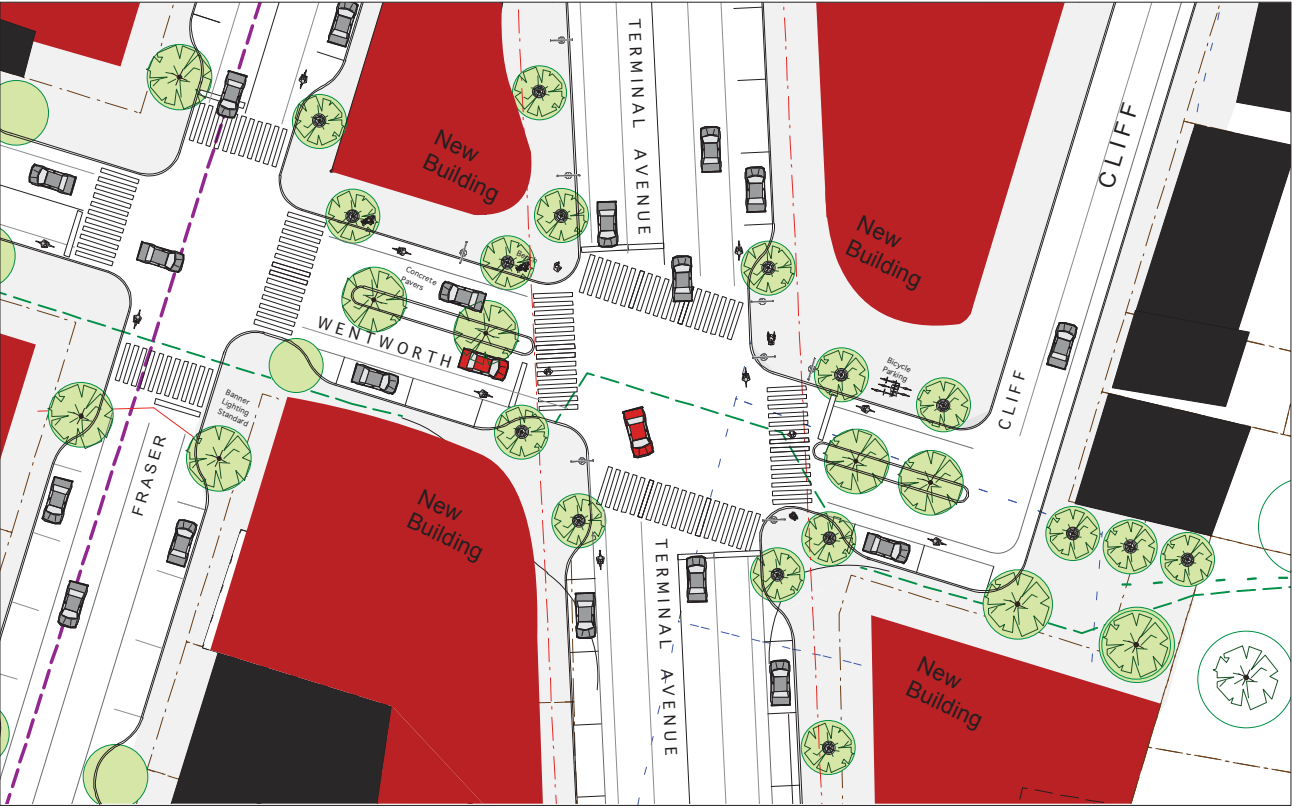 TERMINAL AVENUE
CLIFF
New
Building
New
Building
Concrete
Pavers
WENTWORTH
Bicycle
Parking
CLIFF
Banner
Lighting
Standard
FRASER
New
Building
TERMINAL AVENUE
New
Building